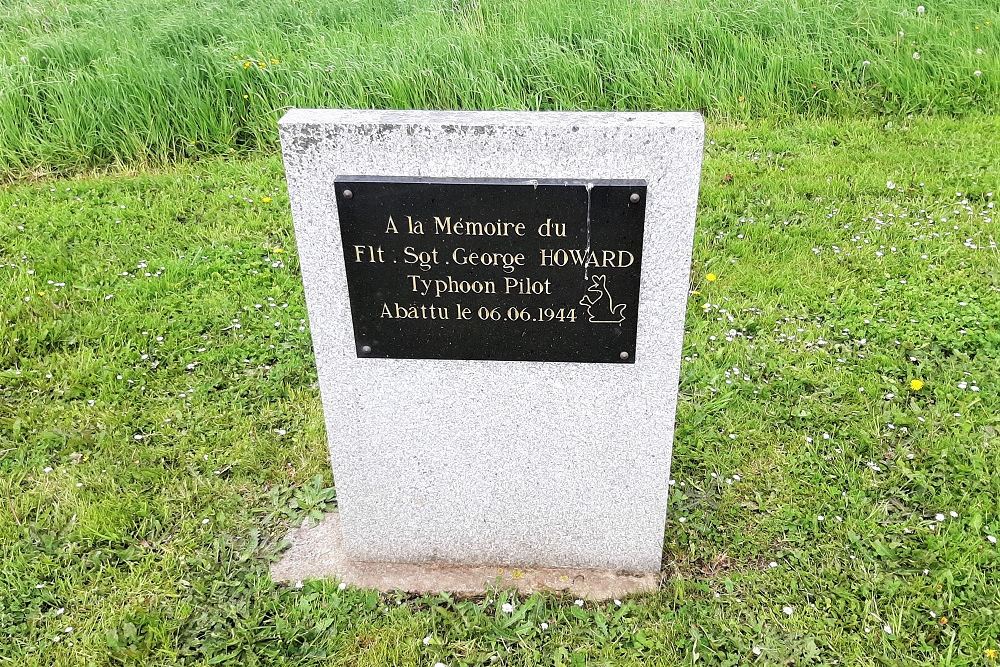 A la Mémoire du
Flt . Sgt . George HOWARD
Typhoon Pilot
Abattu le 06.06.1944